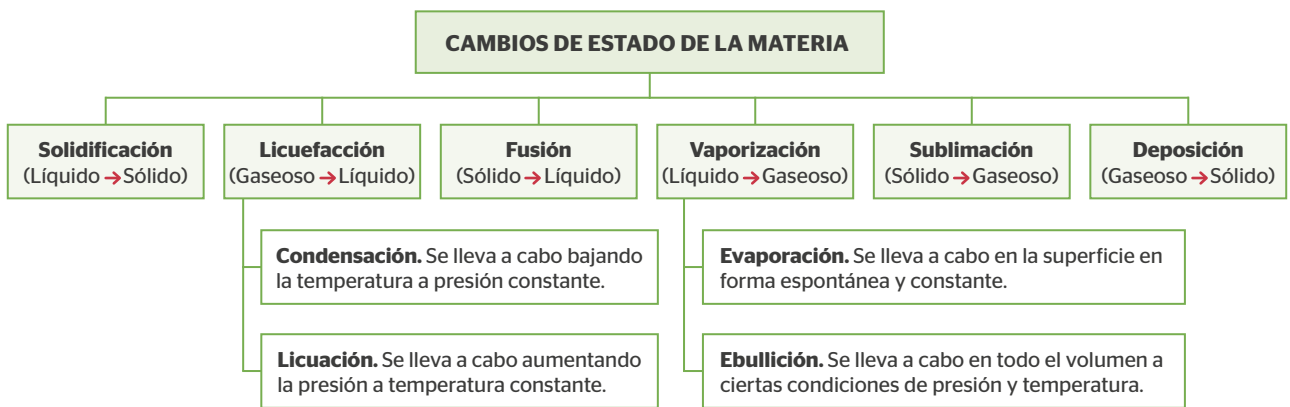 CAMBIOS DE ESTADO DE LA MATERIA
Solidificación
(Líquido → Sólido)
Licuefacción
(Gaseoso → Líquido)
Fusión
(Sólido → Líquido)
Vaporización
(Líquido → Gaseoso)
Sublimación
(Sólido → Gaseoso)
Deposición
(Gaseoso → Sólido)
Condensación. Se lleva a cabo bajando
la temperatura a presión constante.
Licuación. Se lleva a cabo aumentando
la presión a temperatura constante.
Evaporación. Se lleva a cabo en la superficie en
forma espontánea y constante.
Ebullición. Se lleva a cabo en todo el volumen a
ciertas condiciones de presión y temperatura.